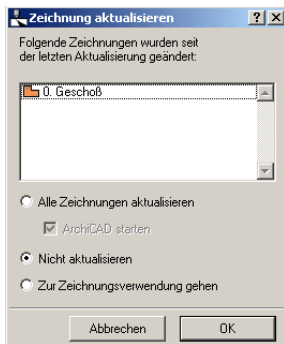 Zeichnung aktualisieren
Folgende Zeichnungen wurden seit
der letzten Aktualisierung geändert:
0. Geschoß
Alle Zeichnungen aktualisieren
ArchiCAD starten
Nicht aktualisieren
Zur Zeichnungsverwendung gehen
Abbrechen OK